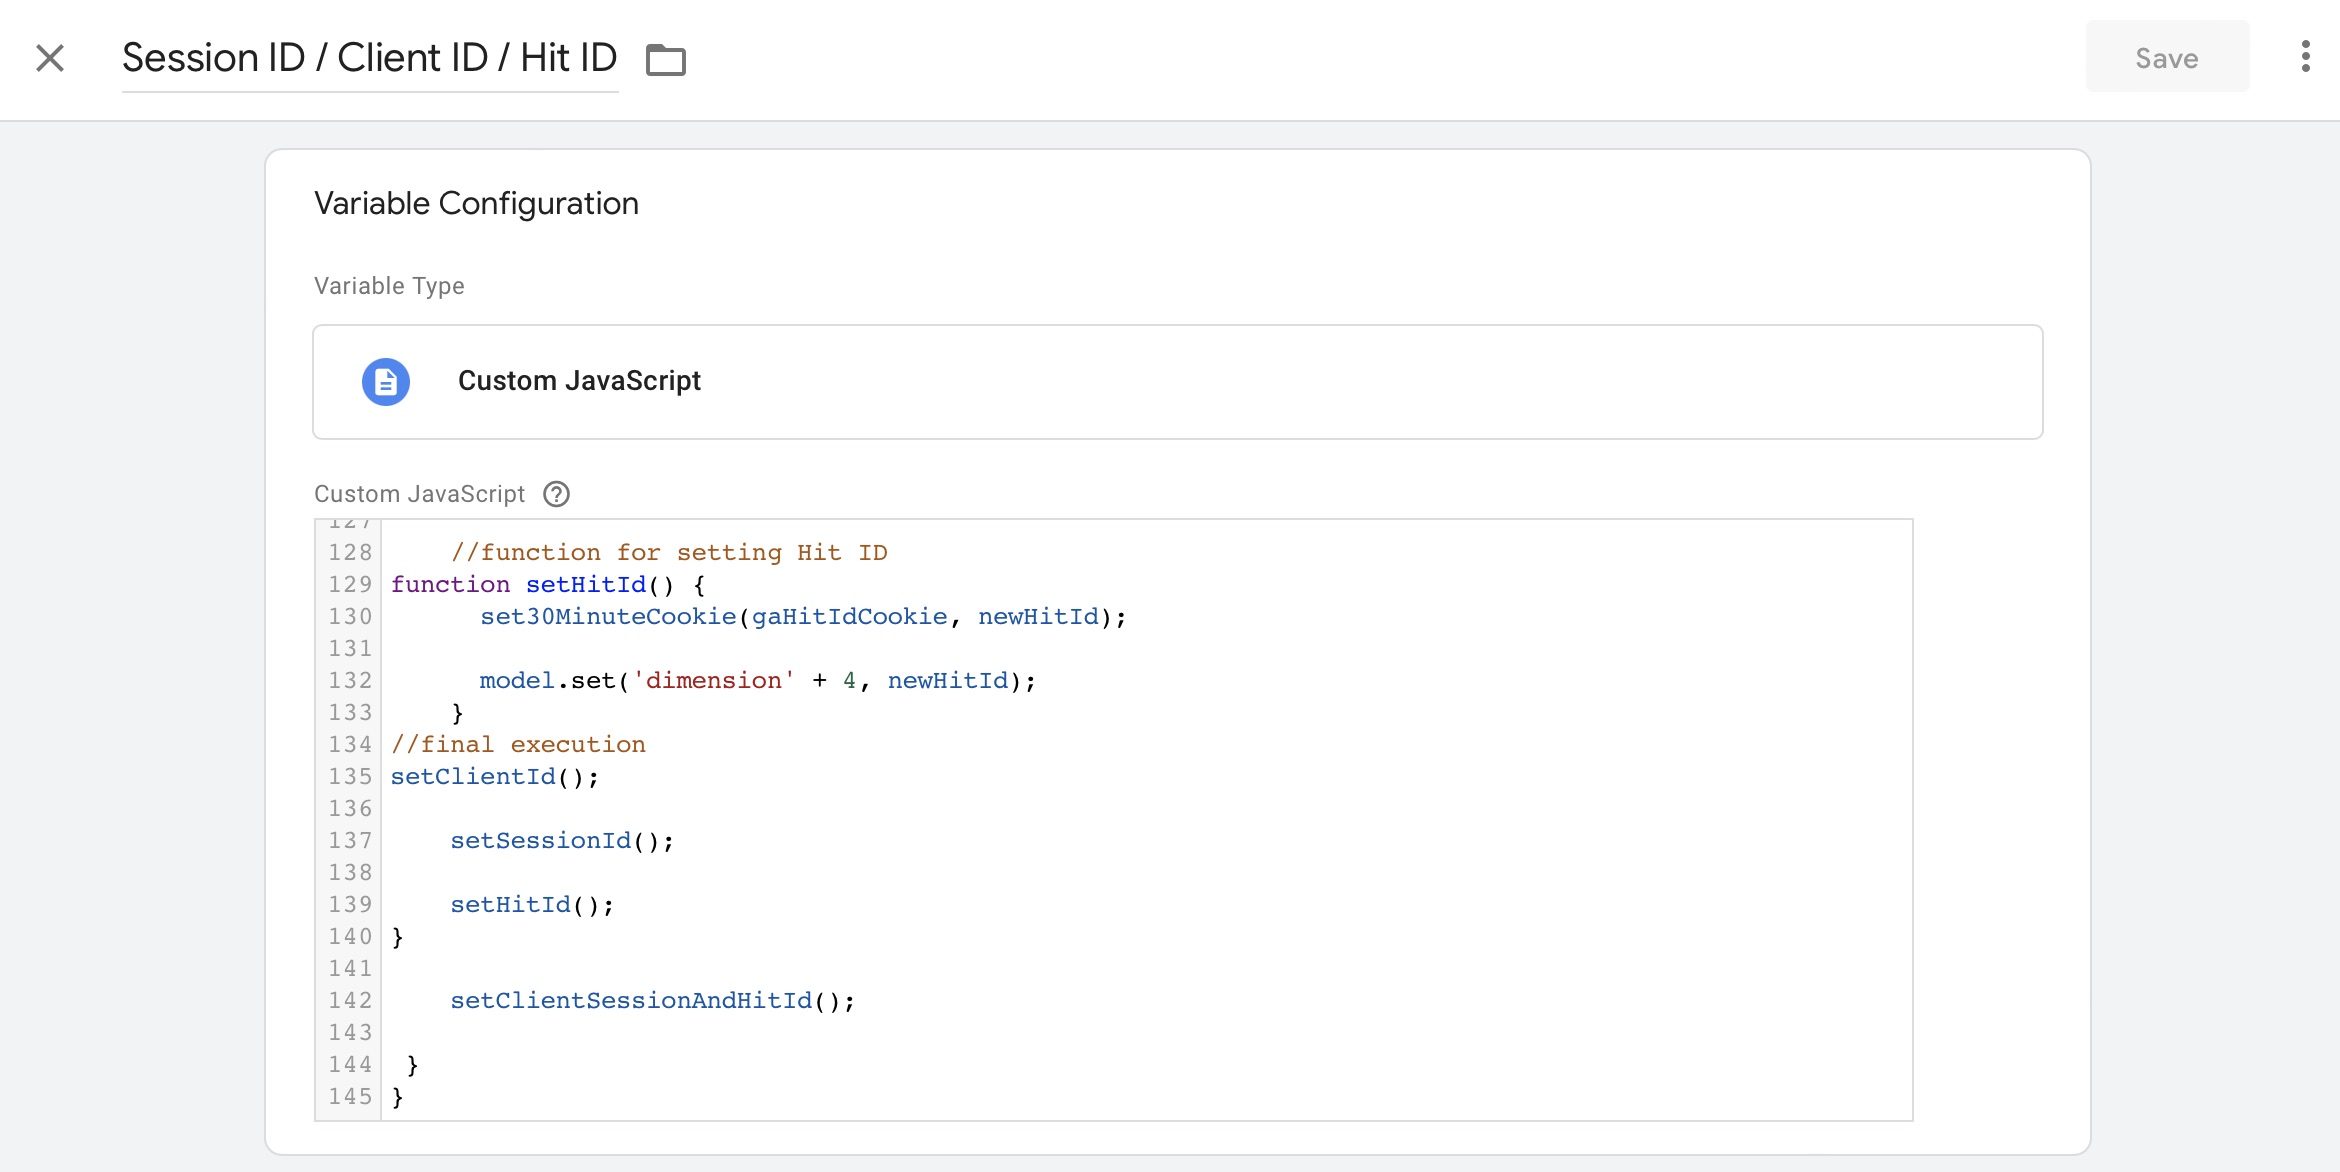 Session ID / Client ID / Hit ID
Save
Variable Configuration
Variable Type
Custom JavaScript
Custom JavaScript ?
127
128 //function for setting Hit ID
129 function setHitId() {
130 set30MinuteCookie(gaHitIdCookie, newHitId);
131
132 model.set('dimension' + 4, newHitId);
133 }
134 //final execution
135 setClientId();
136
137 setSessionId();
138
139 setHitId();
140 }
141
142 setClientSessionAndHitId();
143
144 }
145 }